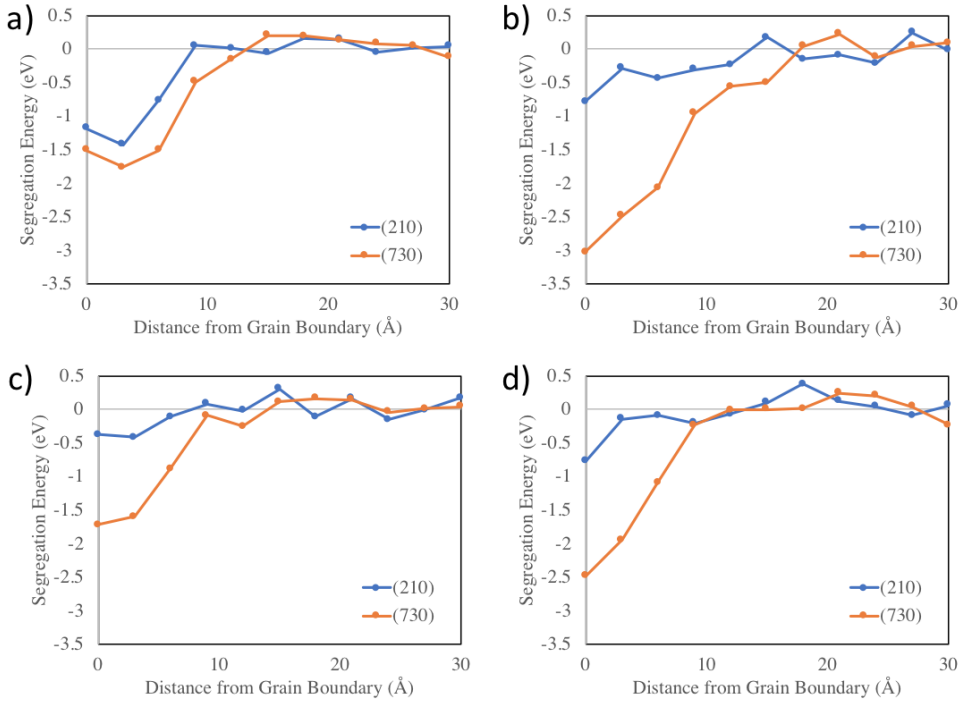 a)
0.5
0
-0.5
-1
-1.5
-2
-2.5
-3
-3.5
Segregation Energy (eV)
(210)
(730)
0 10 20 30
Distance from Grain Boundary (Å)
b)
0.5
0
-0.5
-1
-1.5
-2
-2.5
-3
-3.5
Segregation Energy (eV)
(210)
(730)
0 10 20 30
Distance from Grain Boundary (Å)
c)
0.5
0
-0.5
-1
-1.5
-2
-2.5
-3
-3.5
Segregation Energy (eV)
(210)
(730)
0 10 20 30
Distance from Grain Boundary (Å)
d)
0.5
0
-0.5
-1
-1.5
-2
-2.5
-3
-3.5
Segregation Energy (eV)
(210)
(730)
0 10 20 30
Distance from Grain Boundary (Å)